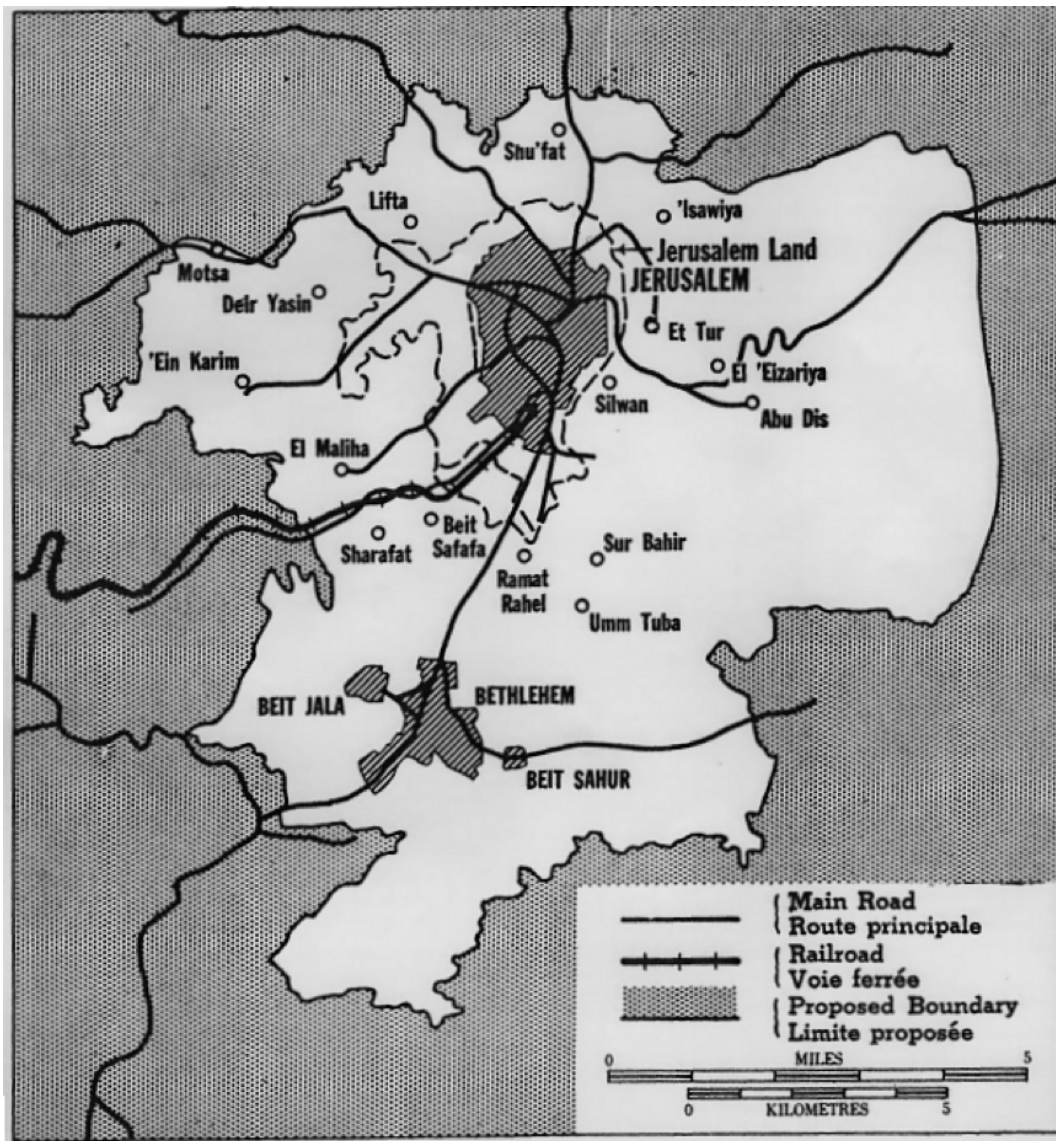 Shu'fat
Lifta
'Isawiya
Jerusalem Land
JERUSALEM
Motsa
Deir Yasin
Et Tur
'Ein Karim
El 'Eizariya
Silwan
Abu Dis
El Maliha
Beit
Safafa
Sharafat
Sur Bahir
Ramat
Rahel
Umm Tuba
BEIT JALA
BETHLEHEM
BEIT SAHUR
Main Road
Route principale
Railroad
Voie ferrée
Proposed Boundary
Limite proposée
0 MILES 5
0 KILOMETRES 5